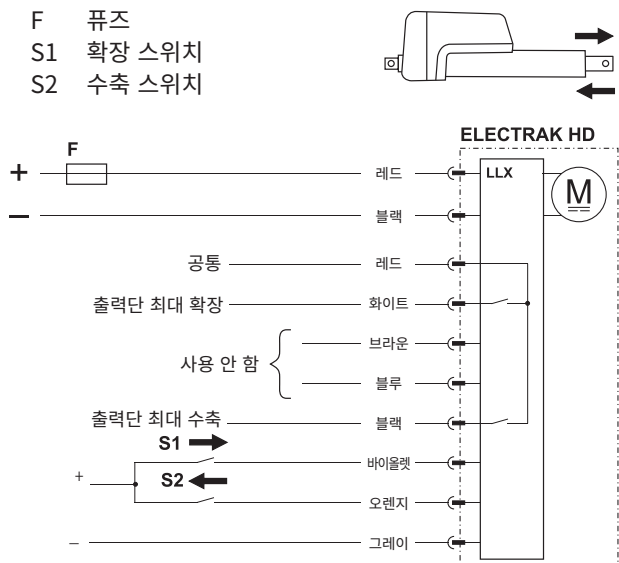 F 퓨즈
S1 확장 스위치
S2 수축 스위치
ELECTRAK HD
F
+ 레드 LLX M
– 블랙
공통 레드
출력단 최대 확장 화이트
브라운
사용 안 함
블루
출력단 최대 수축 블랙
S1
바이올렛
+ S2
오렌지
– 그레이